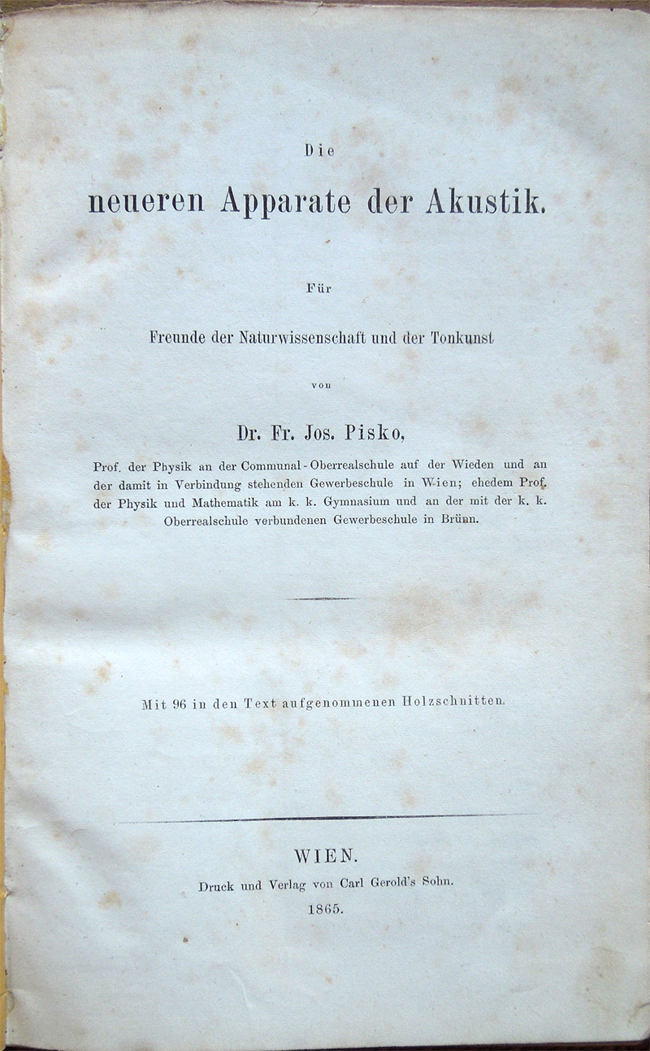 Die
neueren Apparate der Akustik.
Für
Freunde der Naturwissenschaft und der Tonkunst
von
Dr. Fr. Jos. Pisko,
Prof. der Physik an der Communal-Oberrealschule auf der Wieden und an
der damit in Verbindung stehenden Gewerbeschule in Wien; ehedem Prof.
der Physik und Mathematik am k. k. Gymnasium und an der mit der k. k.
Oberrealschule verbundenen Gewerbeschule in Brünn.
Mit 96 in den Text aufgenommenen Holzschnitten.
WIEN.
Druck und Verlag von Carl Gerold's Sohn.
1865.